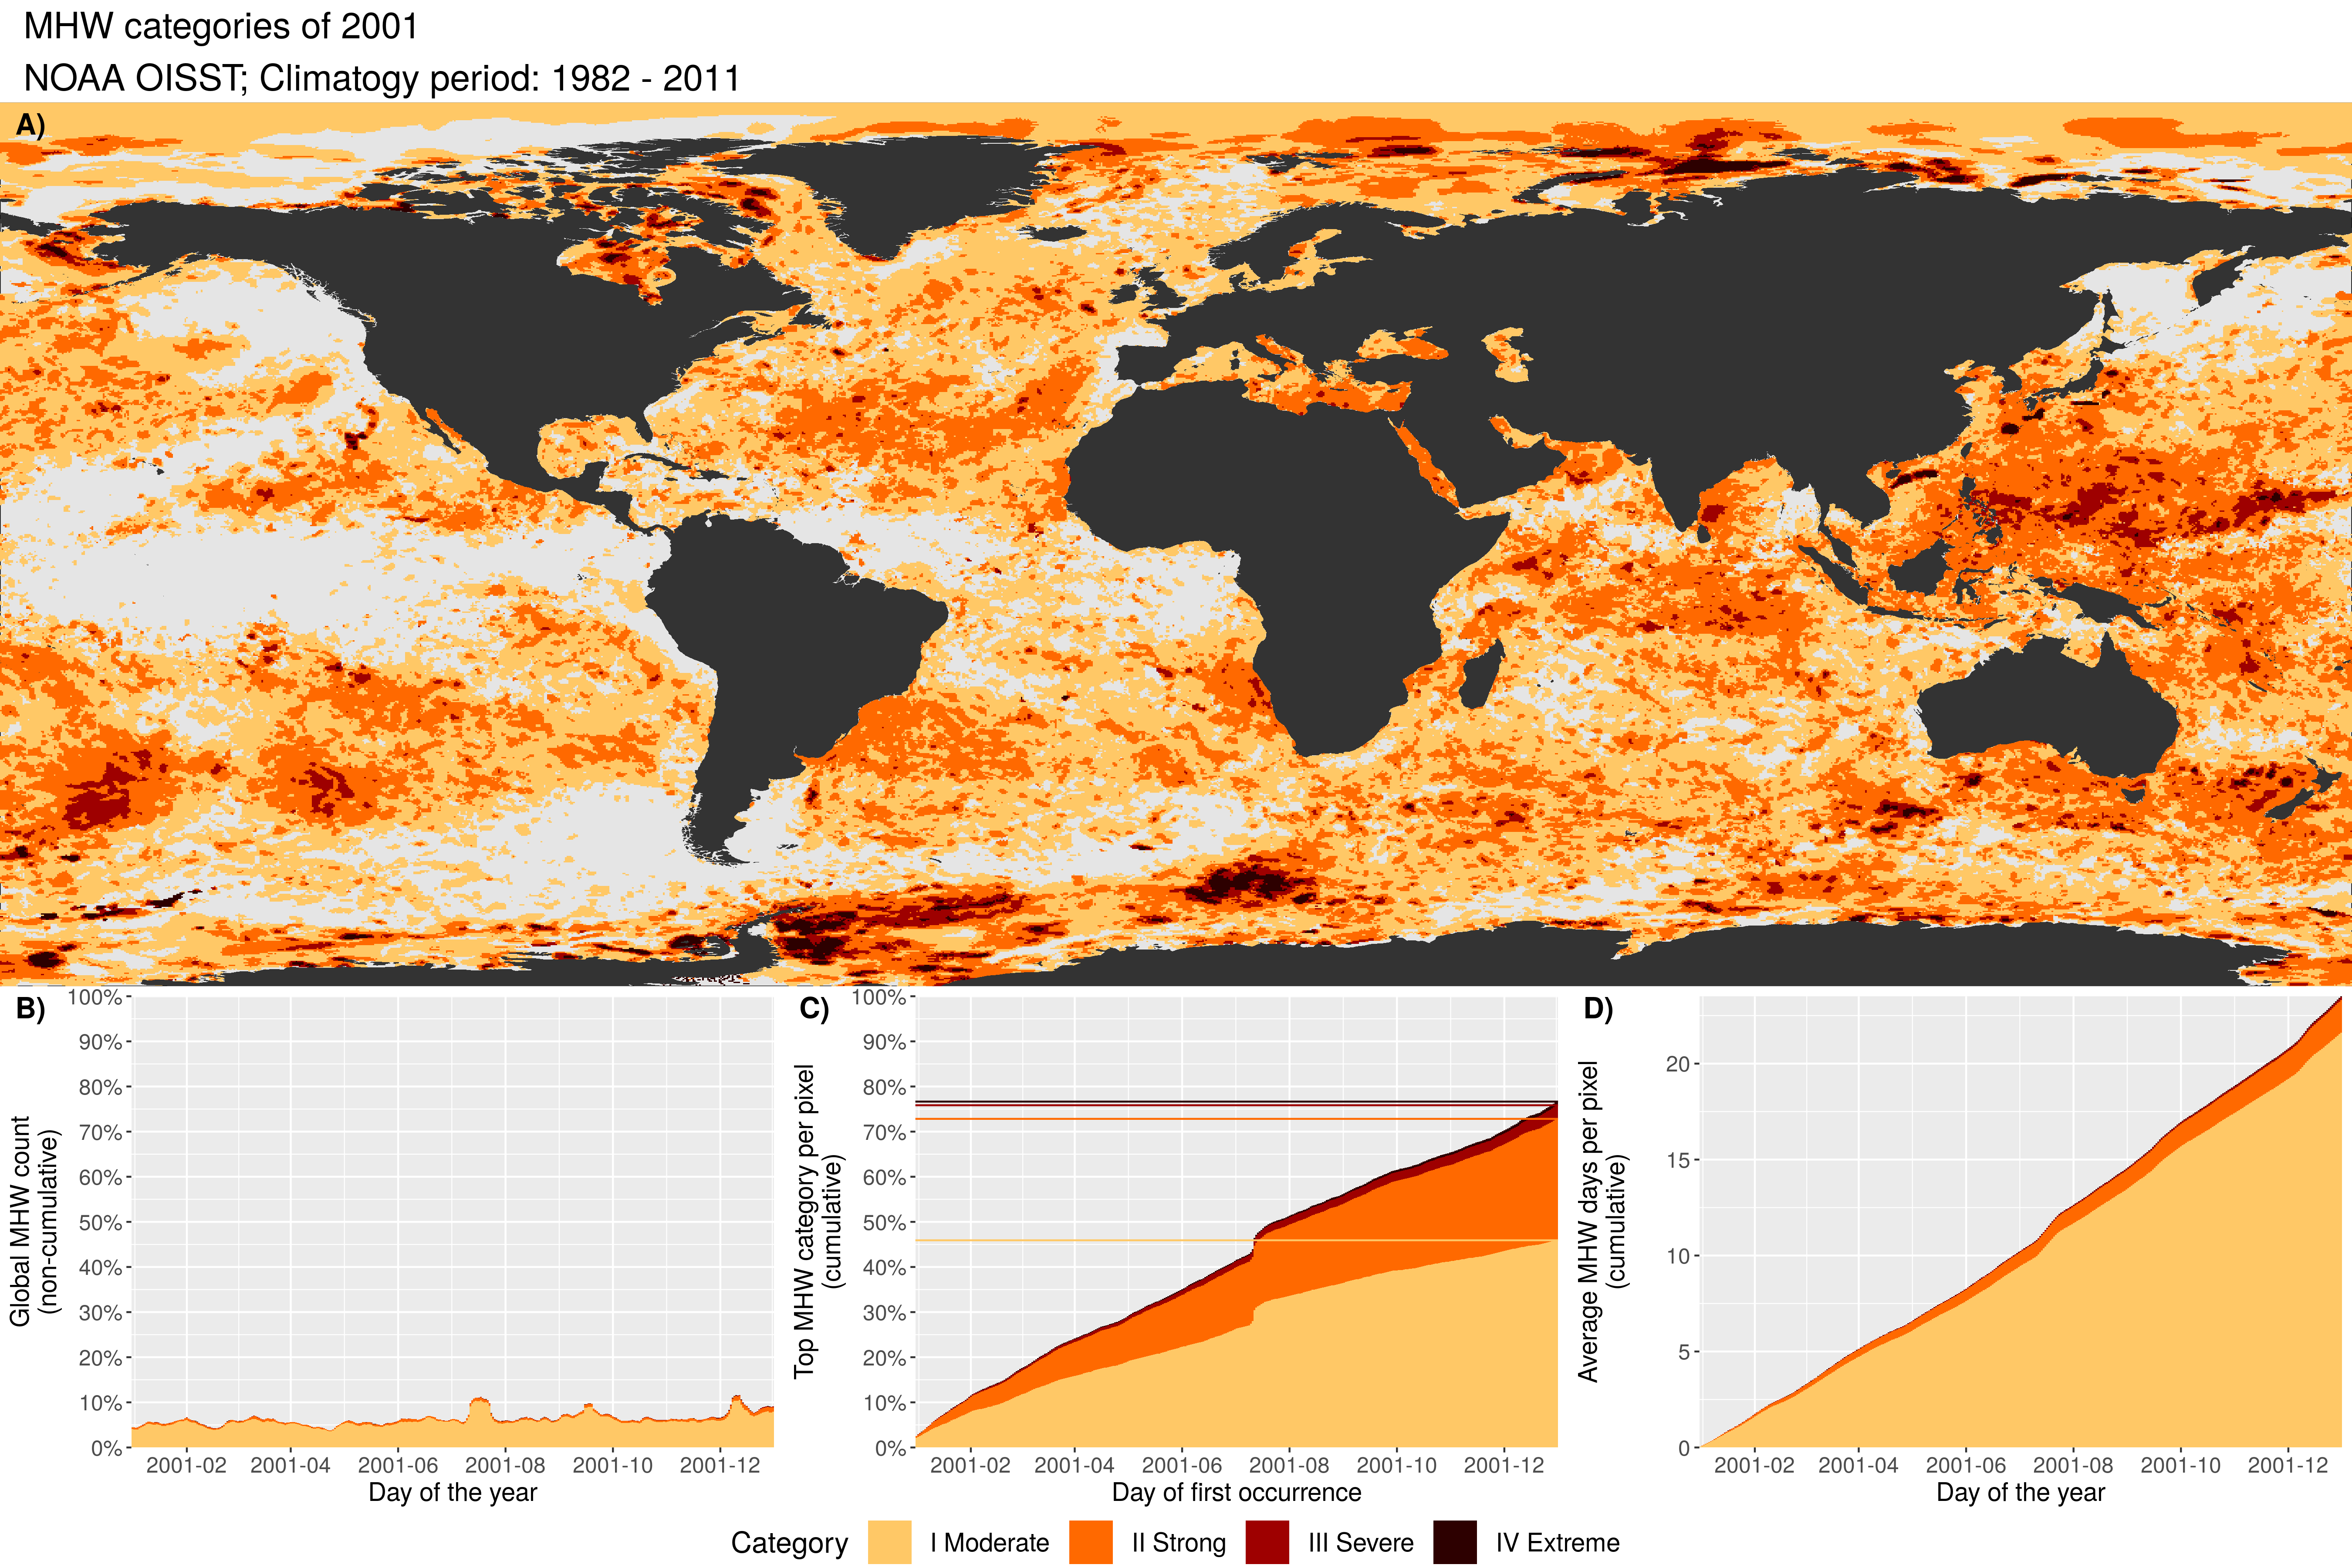 MHW categories of 2001
NOAA OISST; Climatogy period: 1982 - 2011
A)
B)
Global MHW count
(non-cumulative)
100%
90%
80%
70%
60%
50%
40%
30%
20%
10%
0%
2001-02 2001-04 2001-06 2001-08 2001-10 2001-12
Day of the year
C)
Top MHW category per pixel
(cumulative)
100%
90%
80%
70%
60%
50%
40%
30%
20%
10%
0%
2001-02 2001-04 2001-06 2001-08 2001-10 2001-12
Day of first occurrence
D)
Average MHW days per pixel
(cumulative)
20
15
10
5
0
2001-02 2001-04 2001-06 2001-08 2001-10 2001-12
Day of the year
Category I Moderate II Strong III Severe IV Extreme